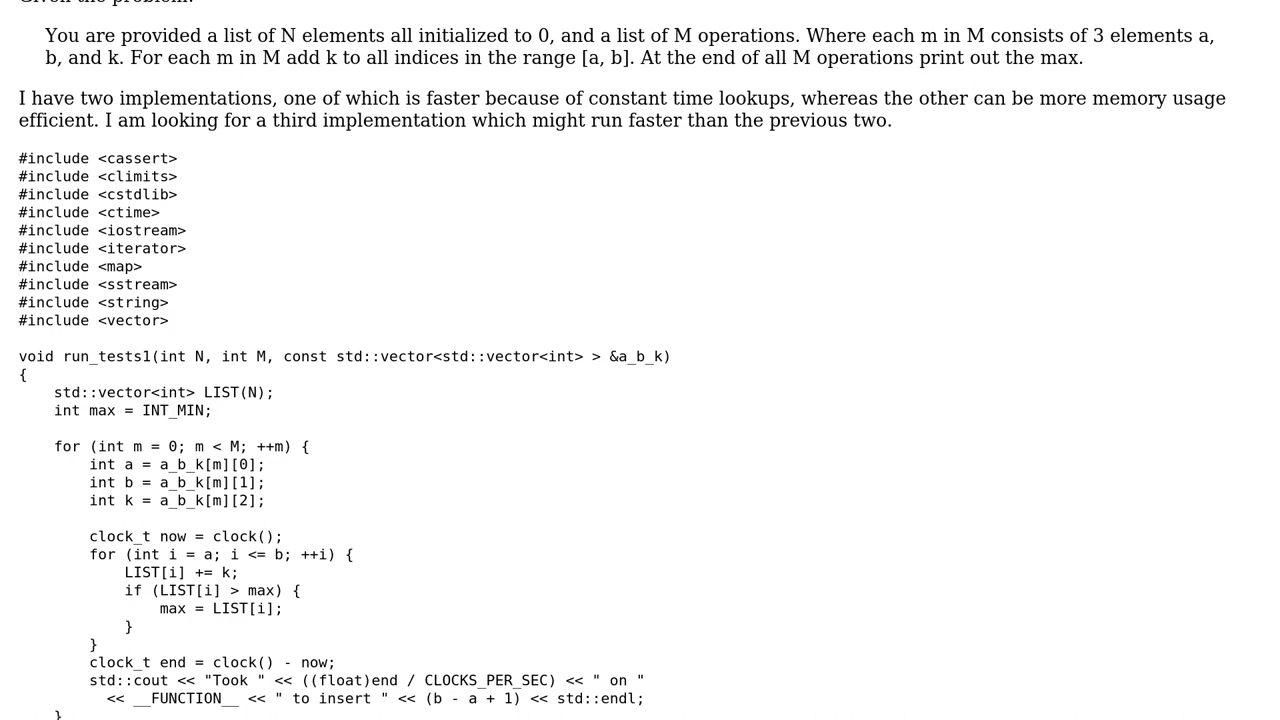 Given the problem:
You are provided a list of N elements all initialized to 0, and a list of M operations. Where each m in M consists of 3 elements a,
b, and k. For each m in M add k to all indices in the range [a, b]. At the end of all M operations print out the max.
I have two implementations, one of which is faster because of constant time lookups, whereas the other can be more memory usage
efficient. I am looking for a third implementation which might run faster than the previous two.
#include <cassert>
#include <climits>
#include <cstdlib>
#include <ctime>
#include <iostream>
#include <iterator>
#include <map>
#include <sstream>
#include <string>
#include <vector>
void run_tests1(int N, int M, const std::vector<std::vector<int> > &a_b_k)
{
    std::vector<int> LIST(N);
    int max = INT_MIN;
    for (int m = 0; m < M; ++m) {
        int a = a_b_k[m][0];
        int b = a_b_k[m][1];
        int k = a_b_k[m][2];
        clock_t now = clock();
        for (int i = a; i <= b; ++i) {
            LIST[i] += k;
            if (LIST[i] > max) {
                max = LIST[i];
            }
        }
        clock_t end = clock() - now;
        std::cout << "Took " << ((float)end / CLOCKS_PER_SEC) << " on "
          << __FUNCTION__ << " to insert " << (b - a + 1) << std::endl;
    }